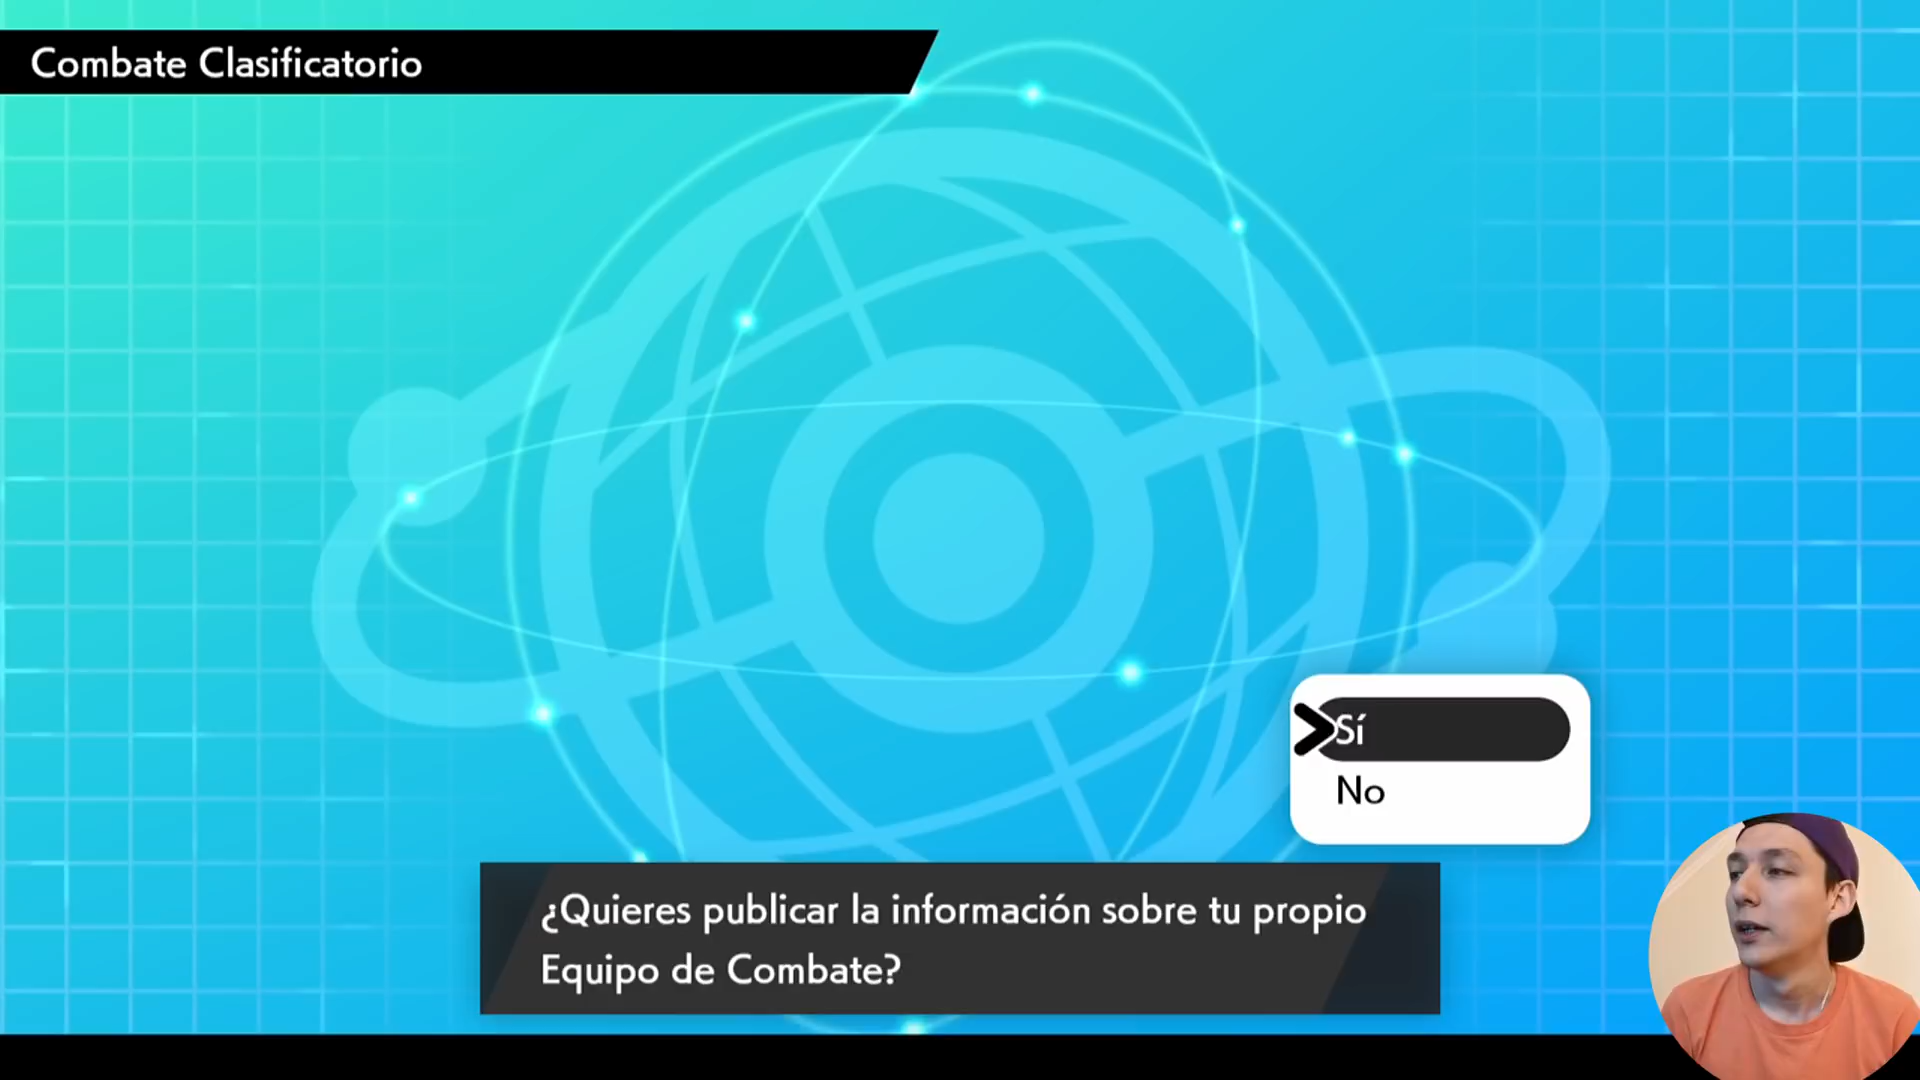 Combate Clasificatorio
Sí
No
¿Quieres publicar la información sobre tu propio
Equipo de Combate?